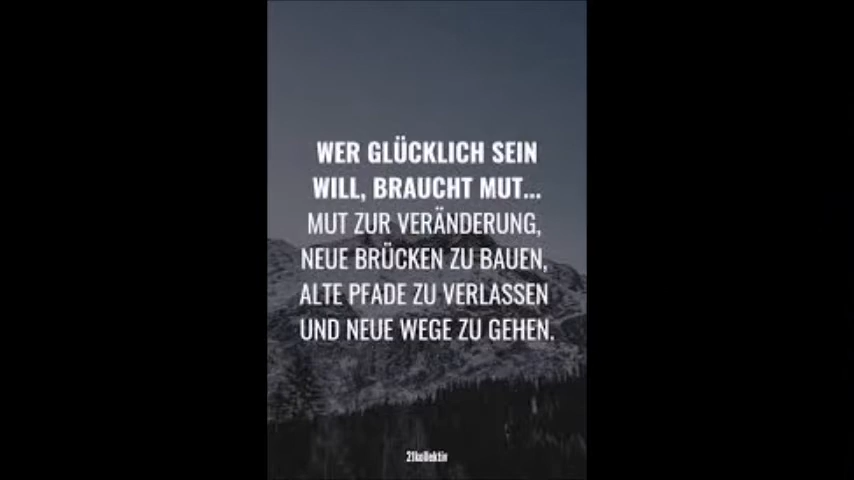 WER GLÜCKLICH SEIN
WILL, BRAUCHT MUT...
MUT ZUR VERÄNDERUNG,
NEUE BRÜCKEN ZU BAUEN,
ALTE PFADE ZU VERLASSEN
UND NEUE WEGE ZU GEHEN.
21kollektiv